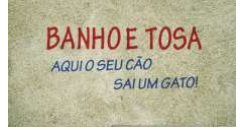 BANHO E TOSA
AQUI O SEU CÃO
SAI UM GATO!